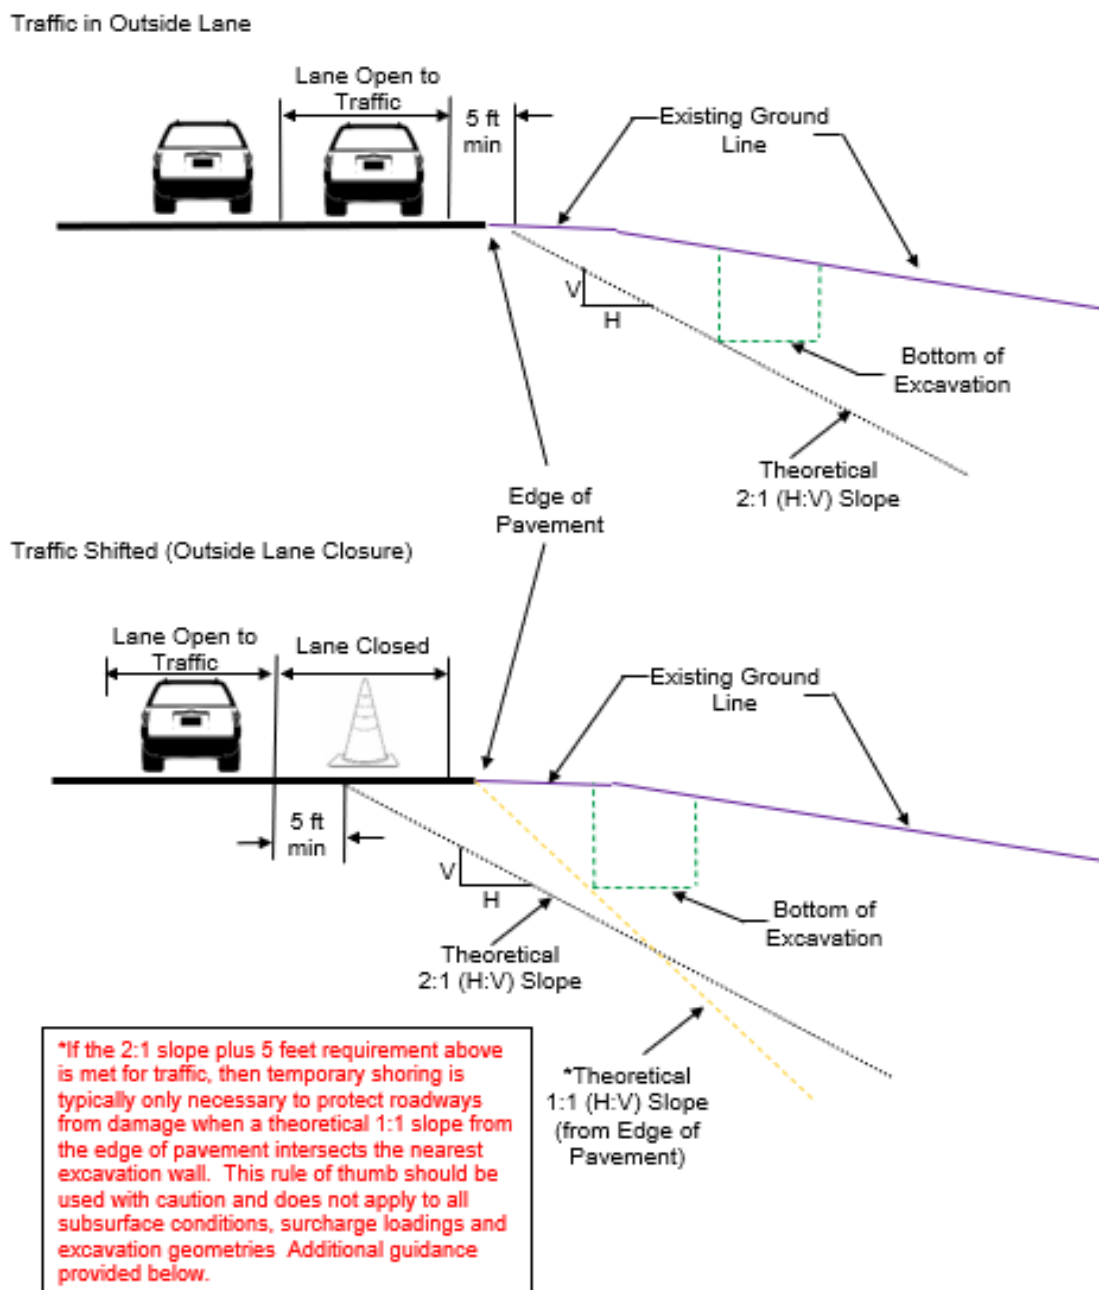 Traffic in Outside Lane
Lane Open to
Traffic
5 ft
min
Existing Ground
Line
V
H
Bottom of
Excavation
Theoretical
2:1 (H:V) Slope
Edge of
Pavement
Traffic Shifted (Outside Lane Closure)
Lane Open to
Traffic
Lane Closed
Existing Ground
Line
5 ft
min
V
H
Bottom of
Excavation
Theoretical
2:1 (H:V) Slope
*Theoretical
1:1 (H:V) Slope
(from Edge of
Pavement)
*If the 2:1 slope plus 5 feet requirement above
is met for traffic, then temporary shoring is
typically only necessary to protect roadways
from damage when a theoretical 1:1 slope from
the edge of pavement intersects the nearest
excavation wall.  This rule of thumb should be
used with caution and does not apply to all
subsurface conditions, surcharge loadings and
excavation geometries  Additional guidance
provided below.